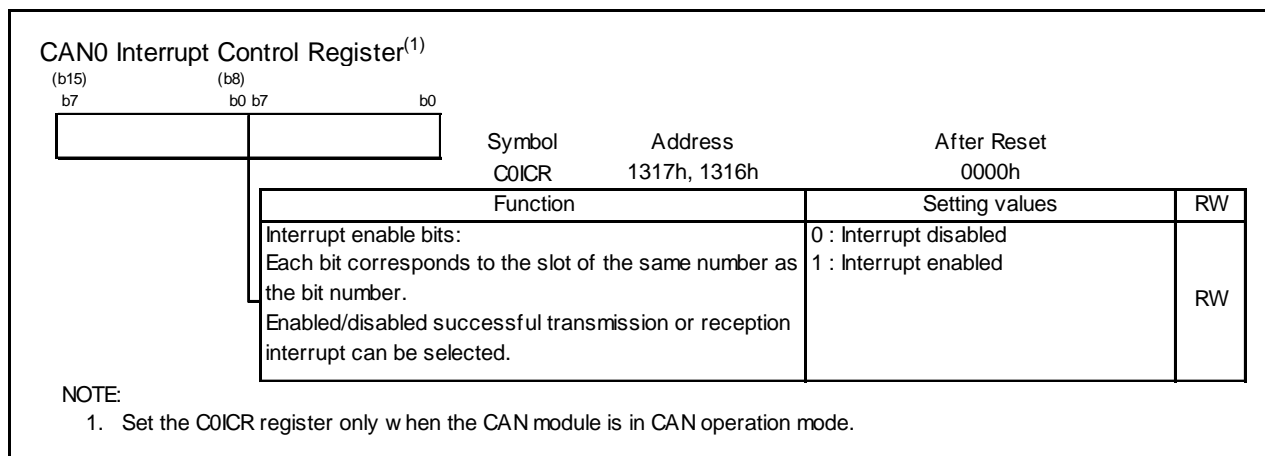 CAN0 Interrupt Control Register(1)
(b15) (b8)
b7 b0 b7 b0
Symbol Address After Reset
C0ICR 1317h, 1316h 0000h
Function Setting values RW
Interrupt enable bits: 0 : Interrupt disabled
Each bit corresponds to the slot of the same number as 1 : Interrupt enabled
the bit number. RW
Enabled/disabled successful transmission or reception
interrupt can be selected.
NOTE:
1. Set the C0ICR register only when the CAN module is in CAN operation mode.